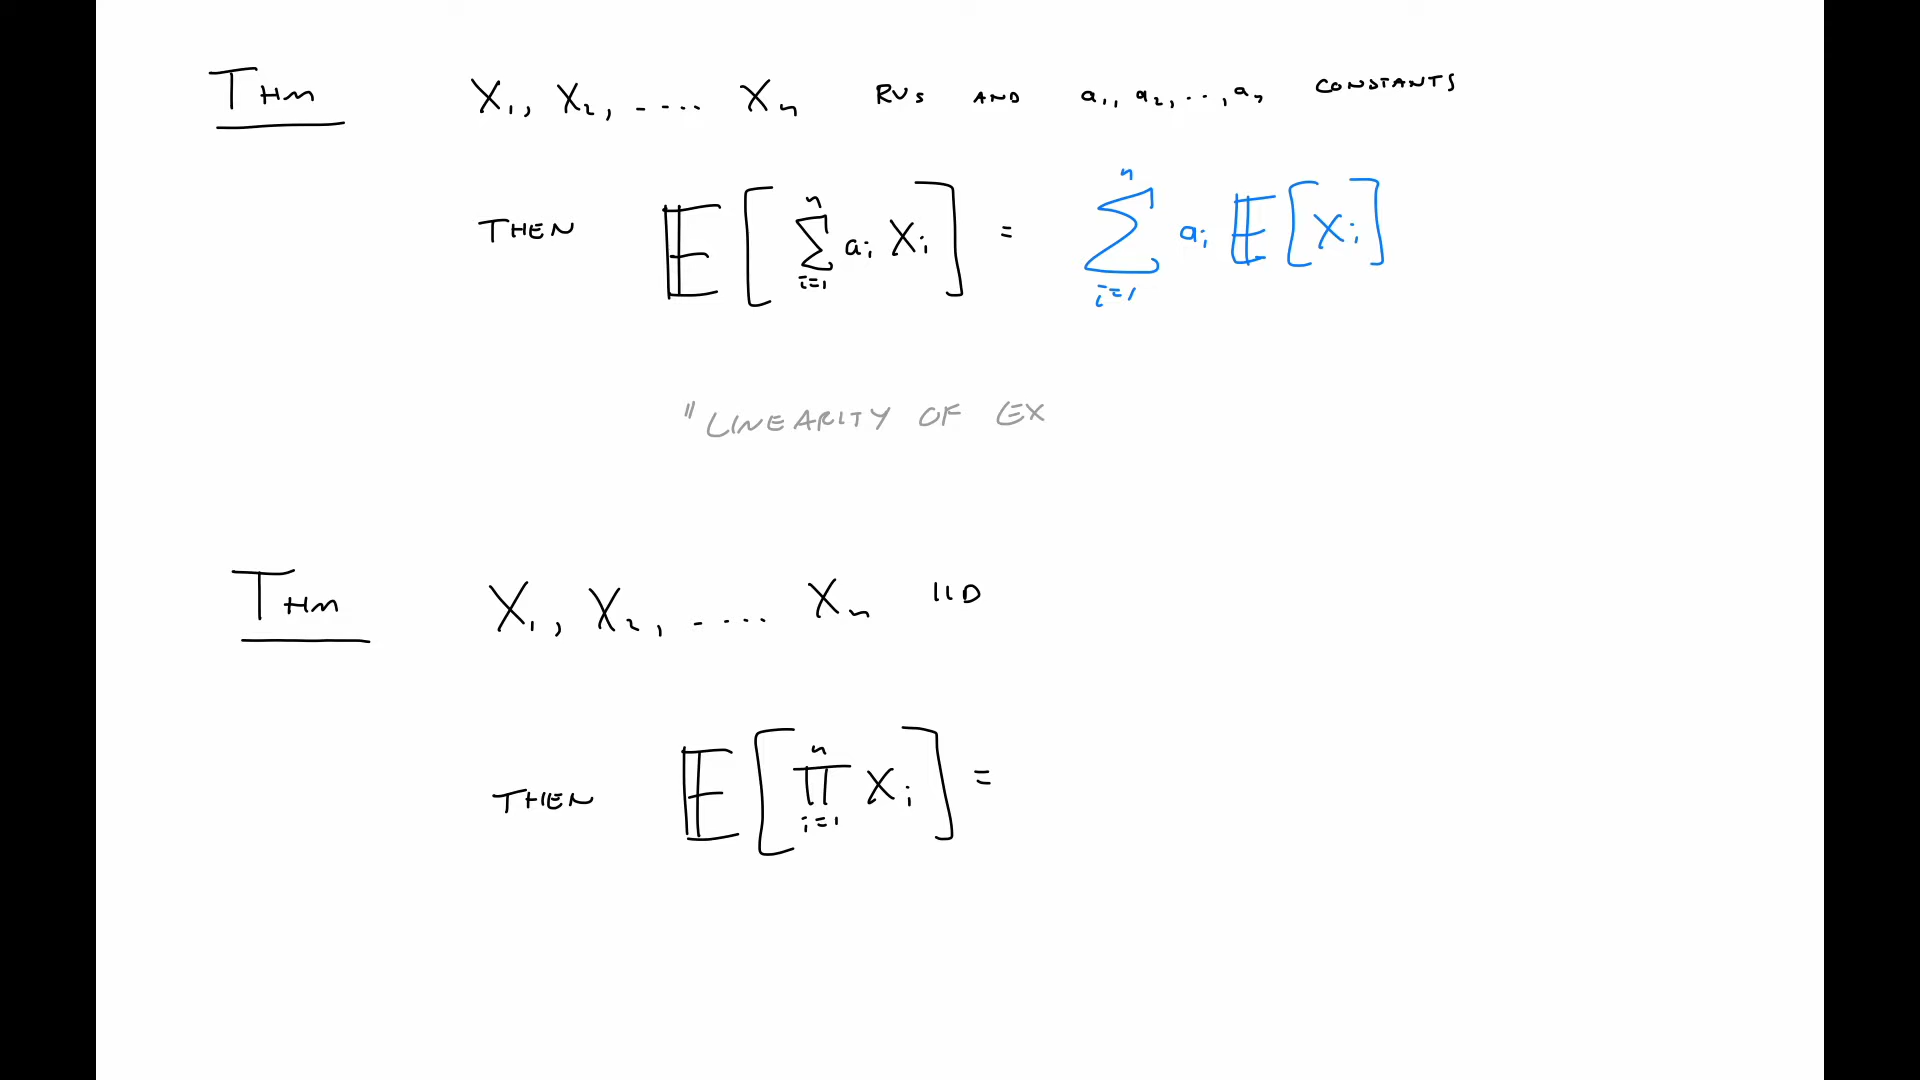 THM X₁, X₂, ..... Xₙ RVs AND a₁, a₂, ..., aₙ CONSTANTS
THEN 𝔼[∑ᵢ₌₁ⁿ aᵢ Xᵢ] = ∑ᵢ₌₁ⁿ aᵢ 𝔼[Xᵢ]
"LINEARITY OF EX
THM X₁, X₂, ..... Xₙ IID
THEN 𝔼[∏ᵢ₌₁ⁿ Xᵢ] =